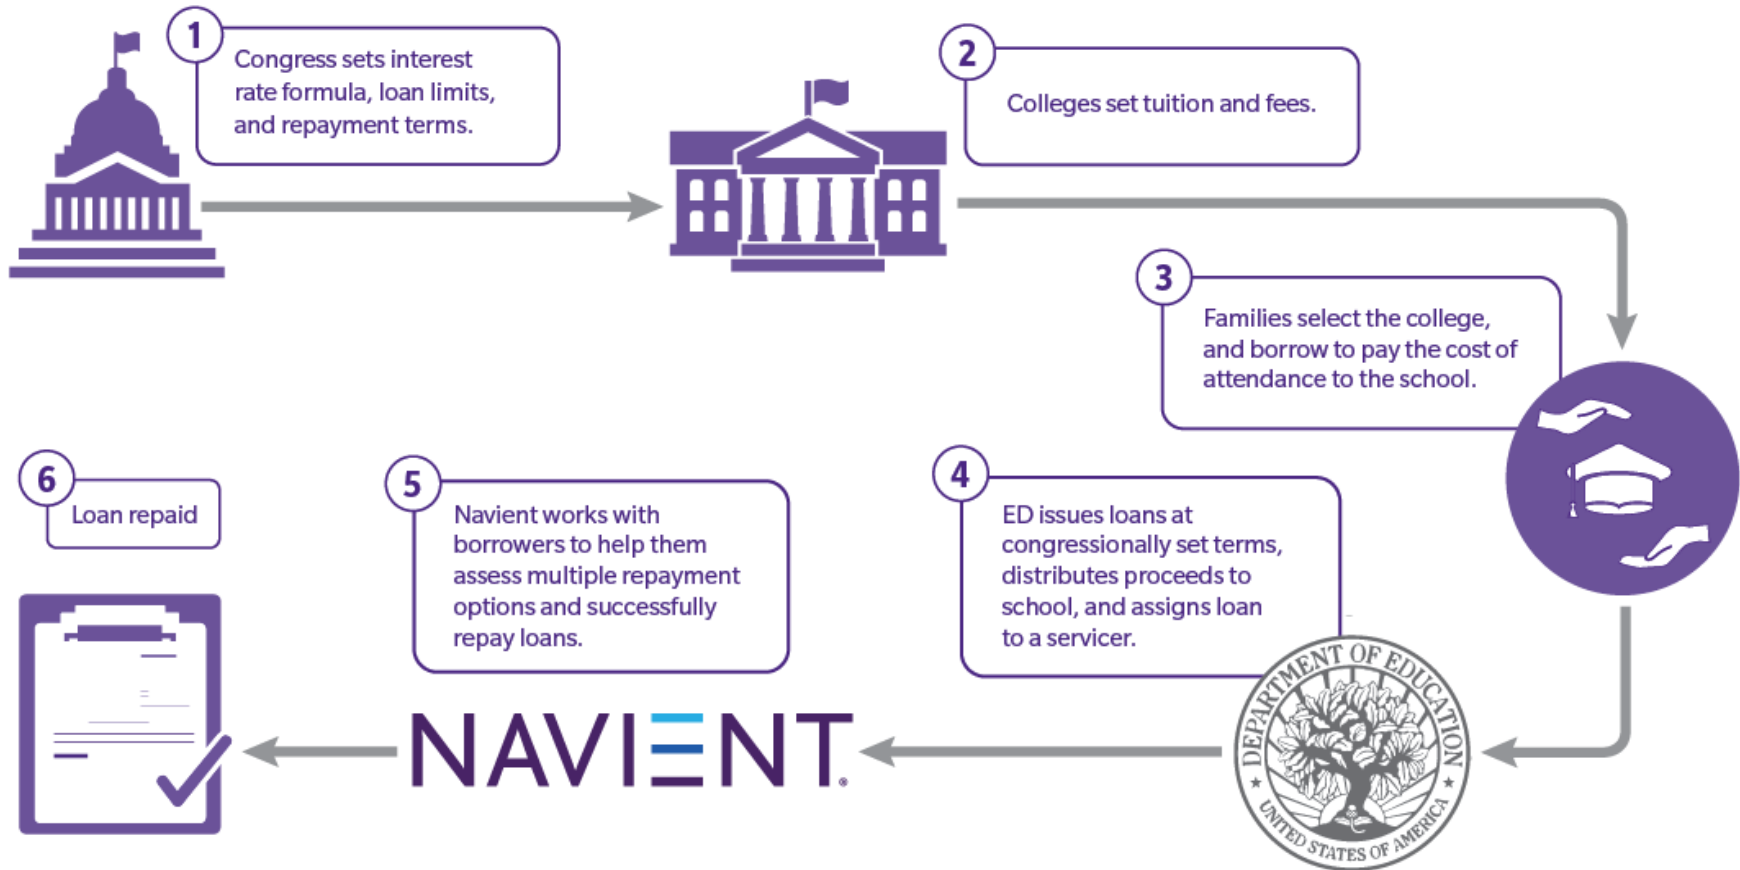 1
Congress sets interest
rate formula, loan limits,
and repayment terms.
2
Colleges set tuition and fees.
3
Families select the college,
and borrow to pay the cost of
attendance to the school.
4
ED issues loans at
congressionally set terms,
distributes proceeds to
school, and assigns loan
to a servicer.
DEPARTMENT OF EDUCATION
UNITED STATES OF AMERICA
5
Navient works with
borrowers to help them
assess multiple repayment
options and successfully
repay loans.
NAVIENT®
6
Loan repaid